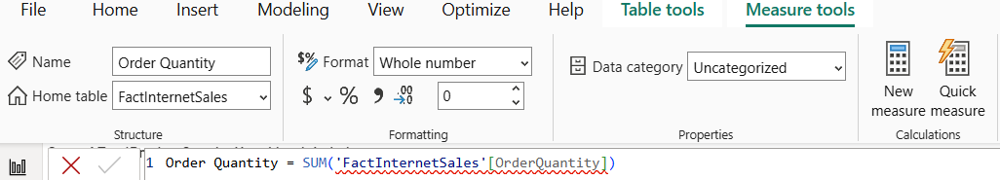 File Home Insert Modeling View Optimize Help Table tools Measure tools
Name Order Quantity $% Format Whole number Data category Uncategorized
Home table FactInternetSales $ % 9 .00 0 New Quick
measure measure
Structure Formatting Properties Calculations
1 Order Quantity = SUM('FactInternetSales'[OrderQuantity])